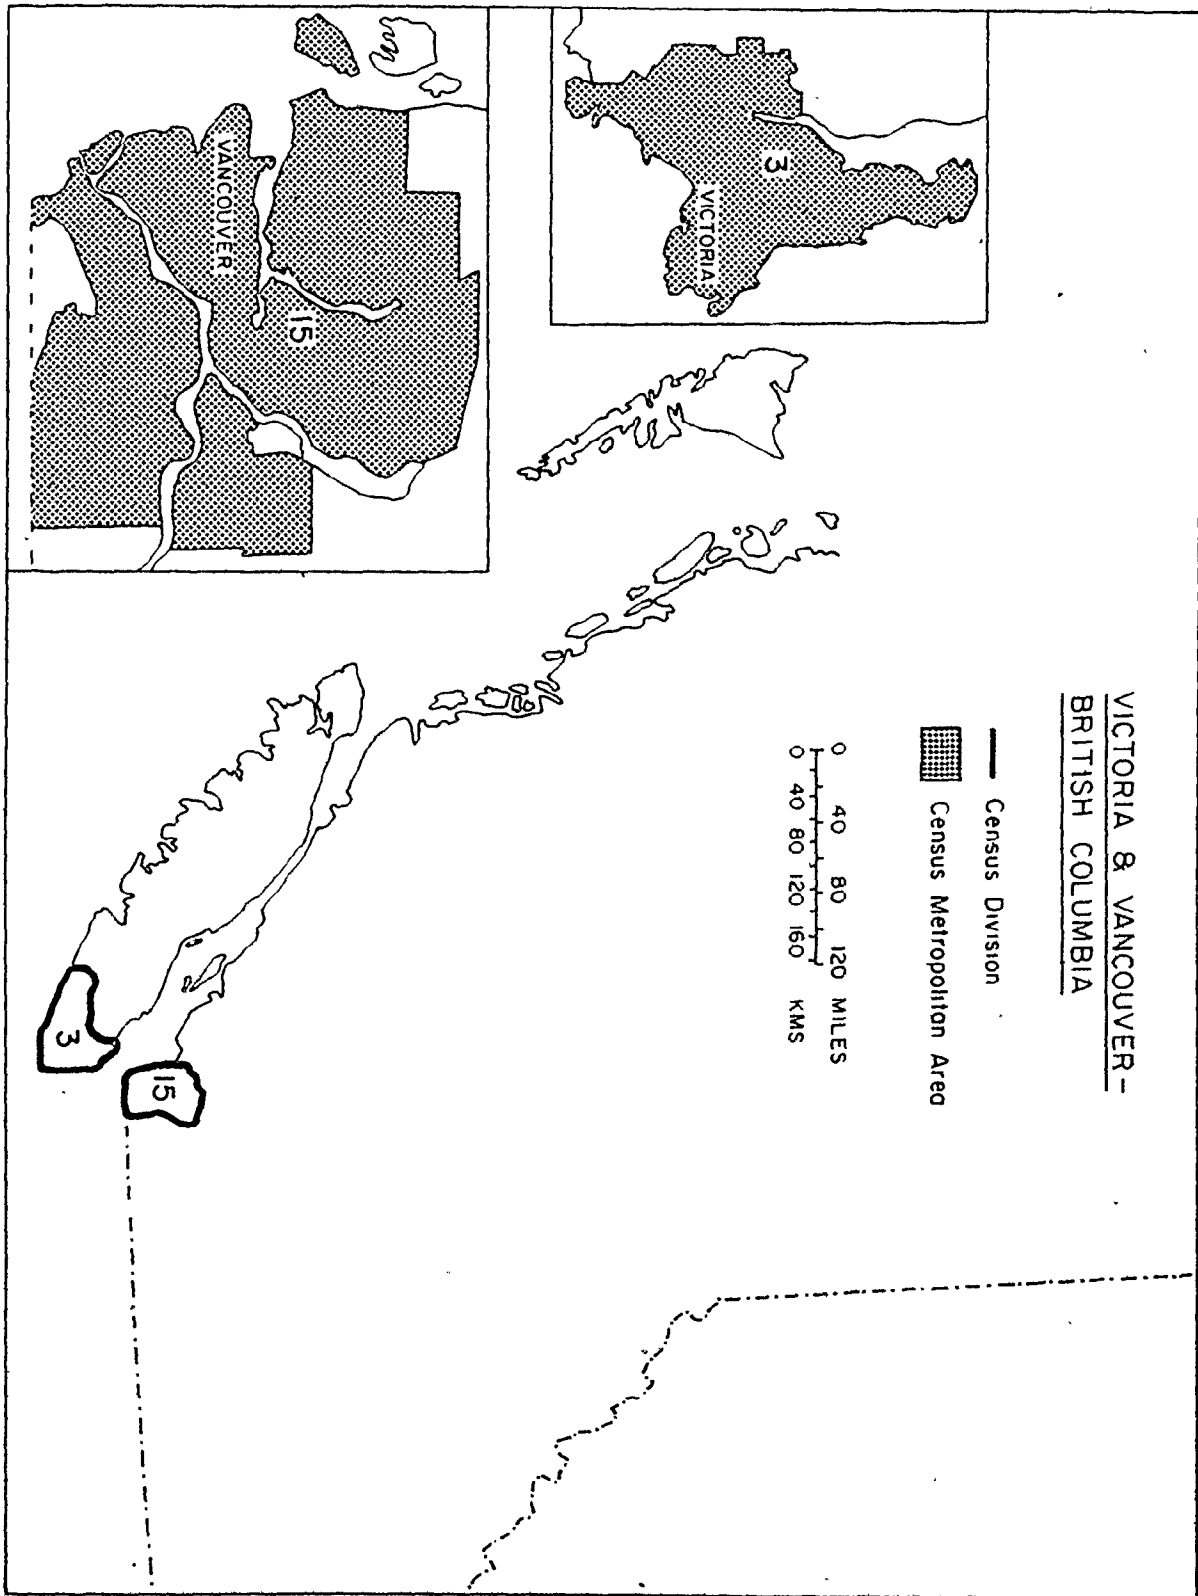 VICTORIA & VANCOUVER-
BRITISH COLUMBIA
Census Division
Census Metropolitan Area
0 40 80 120 MILES
0 40 80 120 160 KMS
3
VICTORIA
VANCOUVER
15
3
15